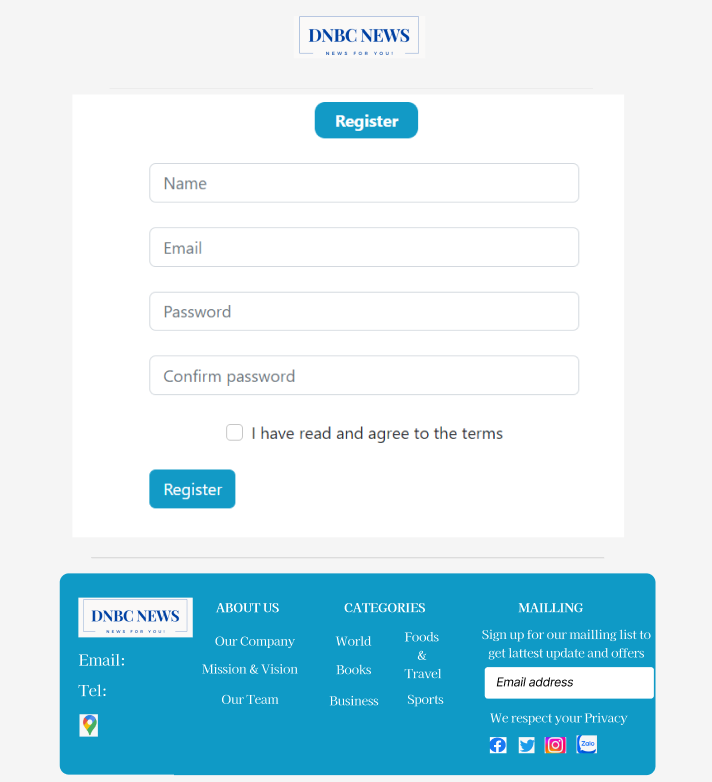 DNBC NEWS
NEWS FOR YOU!
Register
Name
Email
Password
Confirm password
I have read and agree to the terms
Register
DNBC NEWS
NEWS FOR YOU!
Email:
Tel:
ABOUT US
Our Company
Mission & Vision
Our Team
CATEGORIES
World
Books
Business
Foods
&
Travel
Sports
MAILLING
Sign up for our mailling list to
get lattest update and offers
Email address
We respect your Privacy
Zalo